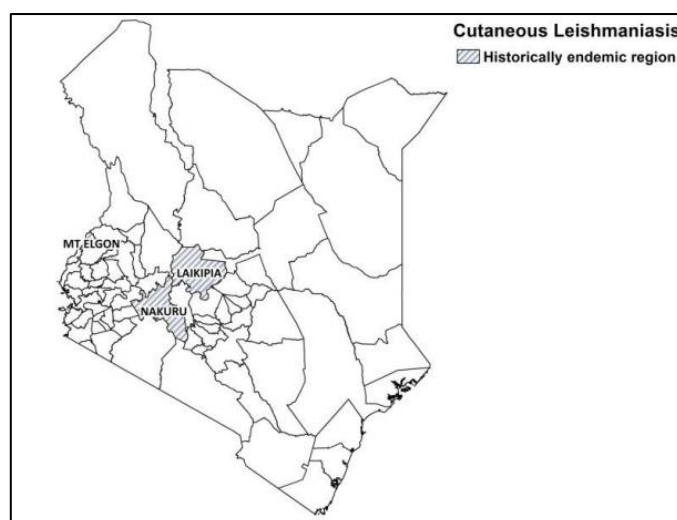 Cutaneous Leishmaniasis
Historically endemic region
MT ELGON
LAIKIPIA
NAKURU